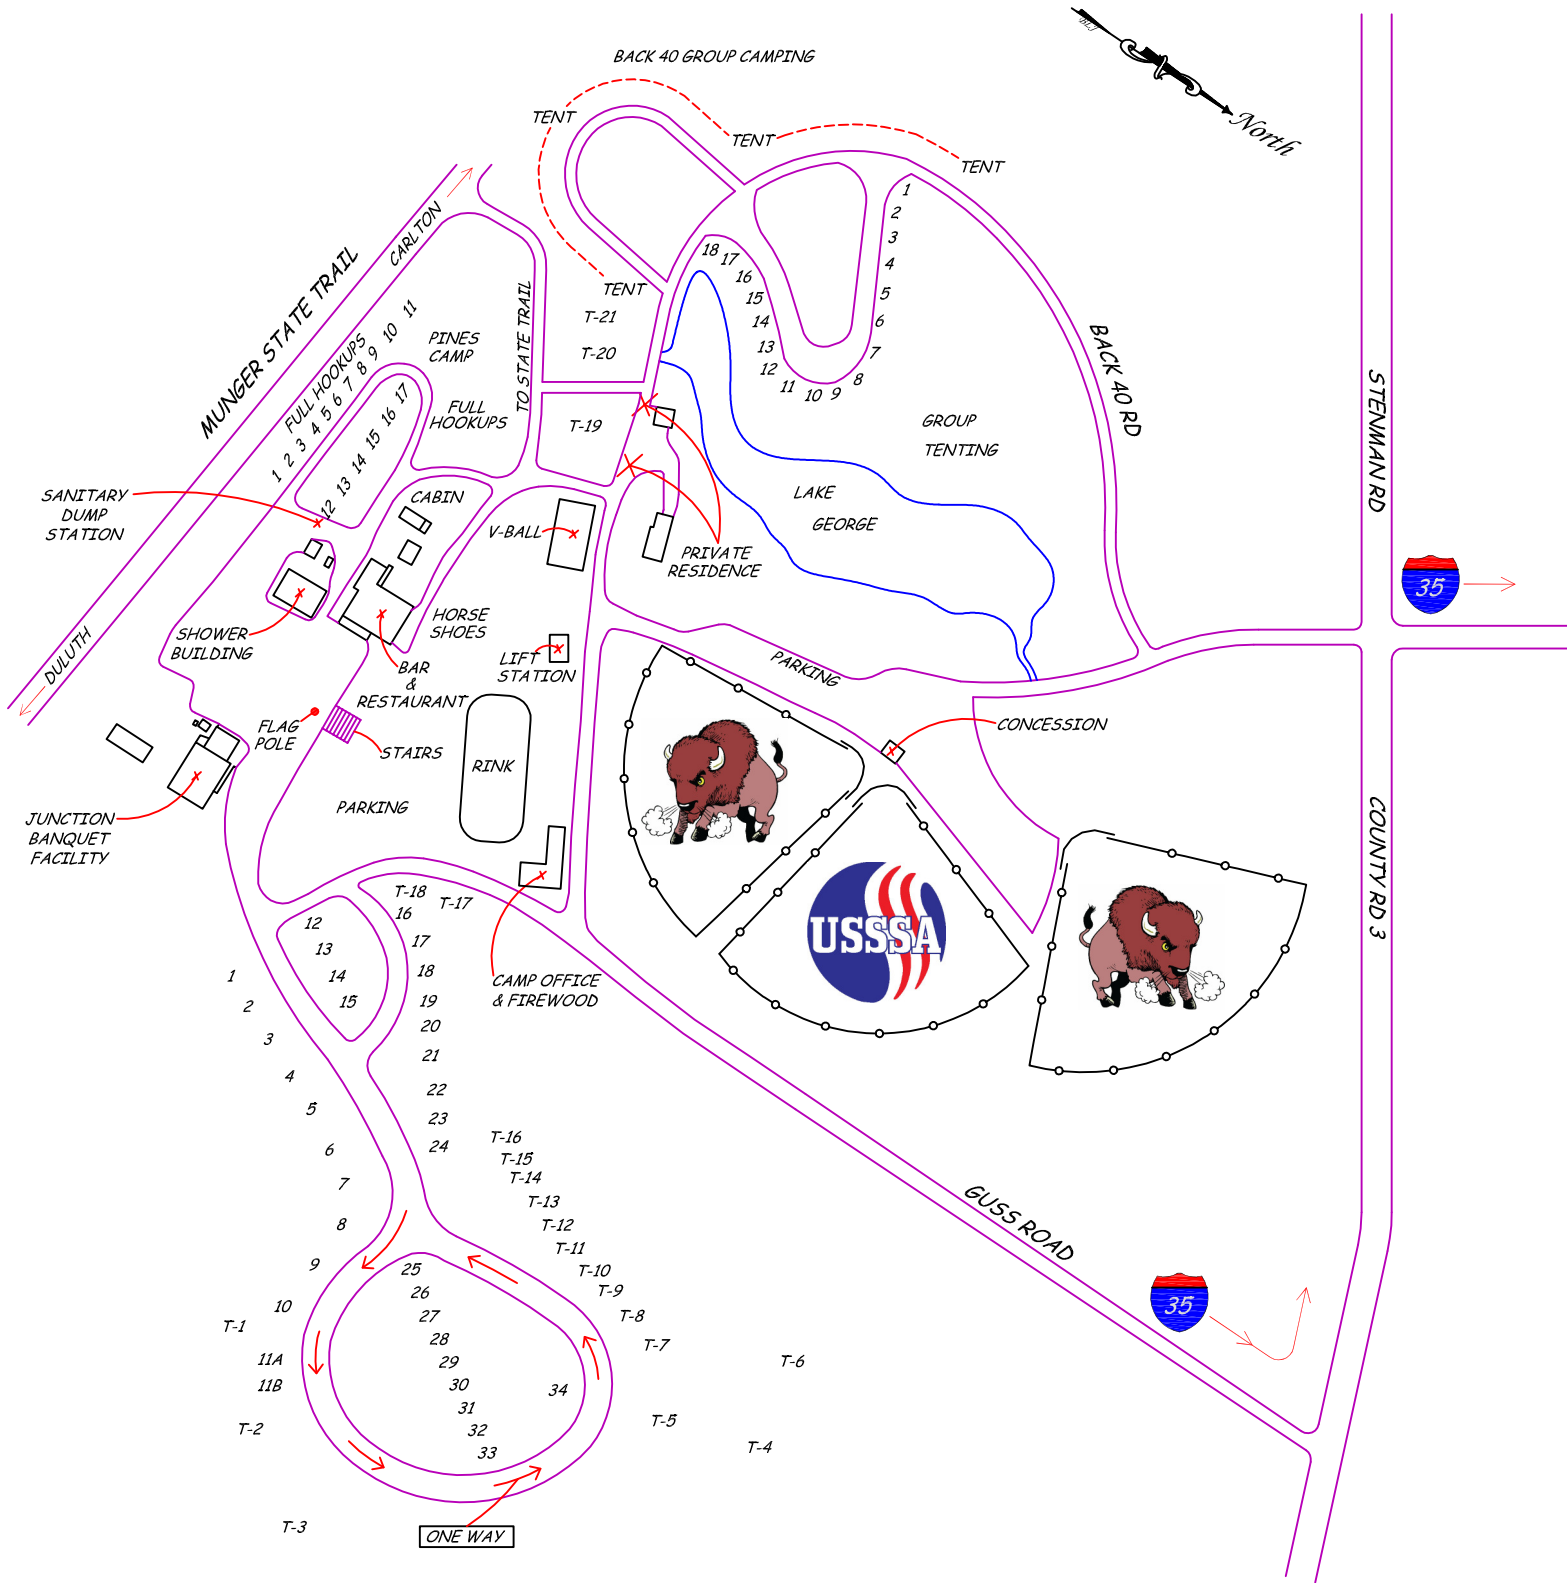 BACK 40 GROUP CAMPING
TENT
TENT
TENT
TENT
North
MUNGER STATE TRAIL
CARLTON
DULUTH
TO STATE TRAIL
FULL HOOKUPS
1
2
3
4
5
6
7
8
9
10
11
PINES
CAMP
FULL
HOOKUPS
12
13
14
15
16
17
T-21
T-20
T-19
18
17
16
15
14
13
12
11
10
9
8
7
6
5
4
3
2
1
GROUP
TENTING
BACK 40 RD
STENMAN RD
LAKE
GEORGE
SANITARY
DUMP
STATION
CABIN
V-BALL
PRIVATE
RESIDENCE
35
SHOWER
BUILDING
HORSE
SHOES
BAR
&
RESTAURANT
LIFT
STATION
PARKING
FLAG
POLE
STAIRS
RINK
CONCESSION
JUNCTION
BANQUET
FACILITY
PARKING
COUNTY RD 3
USSSA
CAMP OFFICE
& FIREWOOD
T-18
T-17
12
13
14
15
16
17
18
19
20
21
22
23
24
1
2
3
4
5
6
7
8
9
10
T-1
11A
11B
T-2
T-3
T-16
T-15
T-14
T-13
T-12
T-11
T-10
T-9
T-8
T-7
T-6
T-5
T-4
25
26
27
28
29
30
31
32
33
34
ONE WAY
GUSS ROAD
35